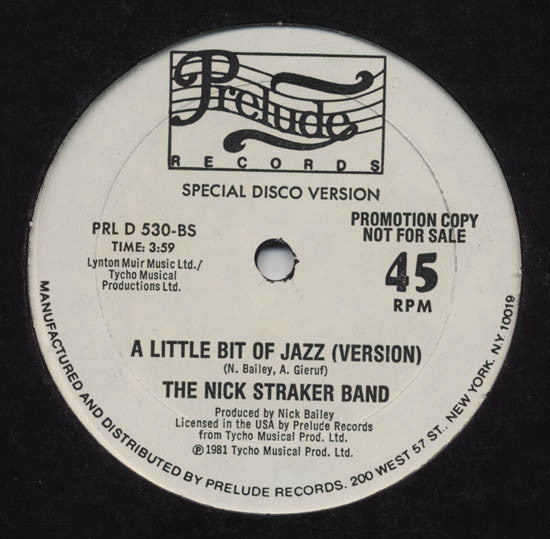 Prelude
RECORDS
SPECIAL DISCO VERSION
PRL D 530-BS
TIME: 3:59
Lynton Muir Music Ltd./
Tycho Musical
Productions Ltd.
PROMOTION COPY
NOT FOR SALE
45
RPM
A LITTLE BIT OF JAZZ (VERSION)
(N. Bailey, A. Gieruf)
THE NICK STRAKER BAND
Produced by Nick Bailey
Licensed in the USA by Prelude Records
from Tycho Musical Prod. Ltd.
℗ 1981 Tycho Musical Prod. Ltd.
MANUFACTURED AND DISTRIBUTED BY PRELUDE RECORDS. 200 WEST 57 ST., NEW YORK. N.Y 10019